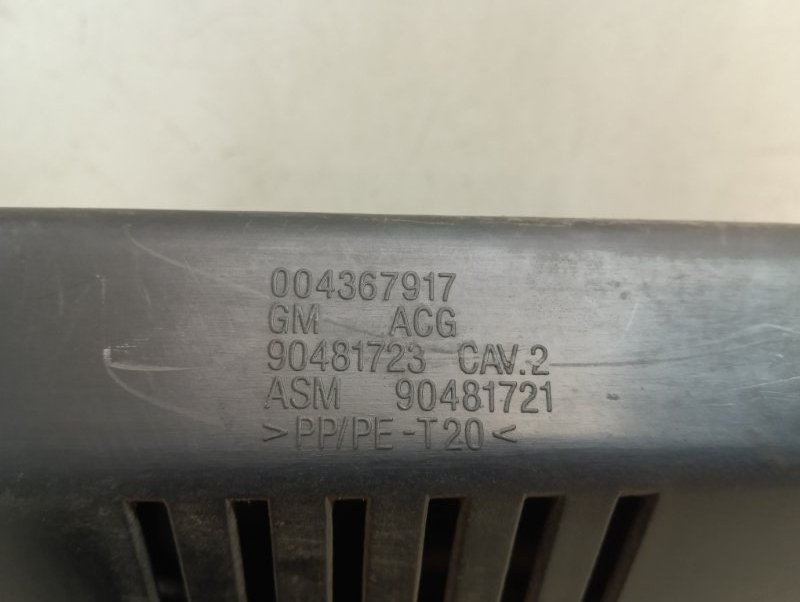 004367917
GM ACG
90481723 CAV.2
ASM 90481721
>PP/PE-T20<